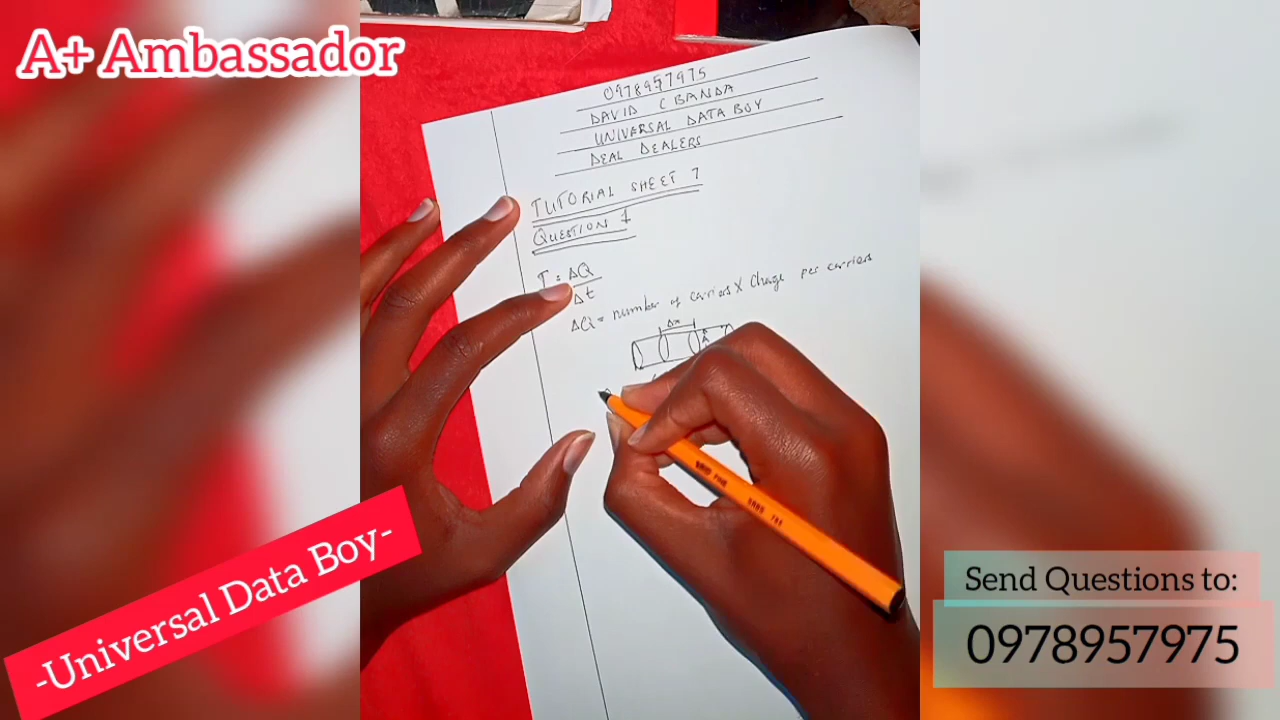 A+ Ambassador
0978957975
DAVID C BANDA
UNIVERSAL DATA BOY
DEAL DEALERS
TUTORIAL SHEET 7
QUESTION 1
I = ΔQ
Δt
ΔQ = number of carriers X Charge per carriers
Δx
-Universal Data Boy-
Send Questions to:
0978957975